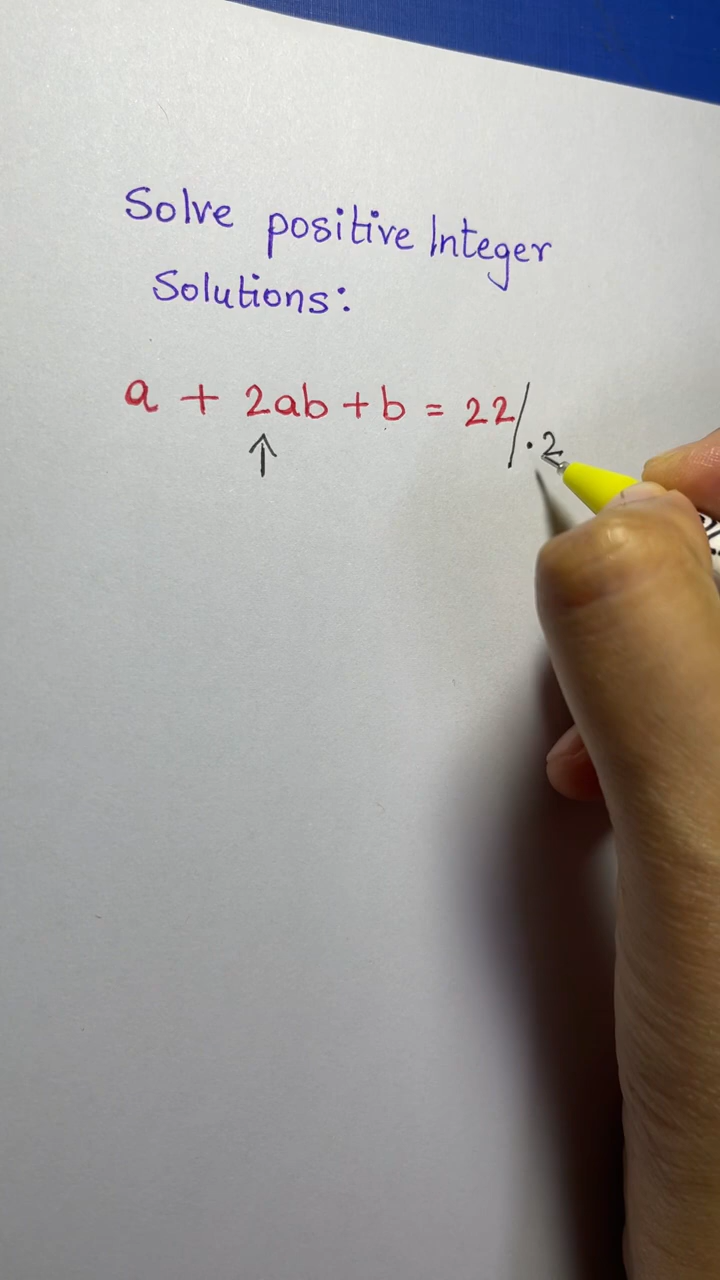 Solve positive Integer
Solutions:
a + 2ab + b = 22 /.2
↑